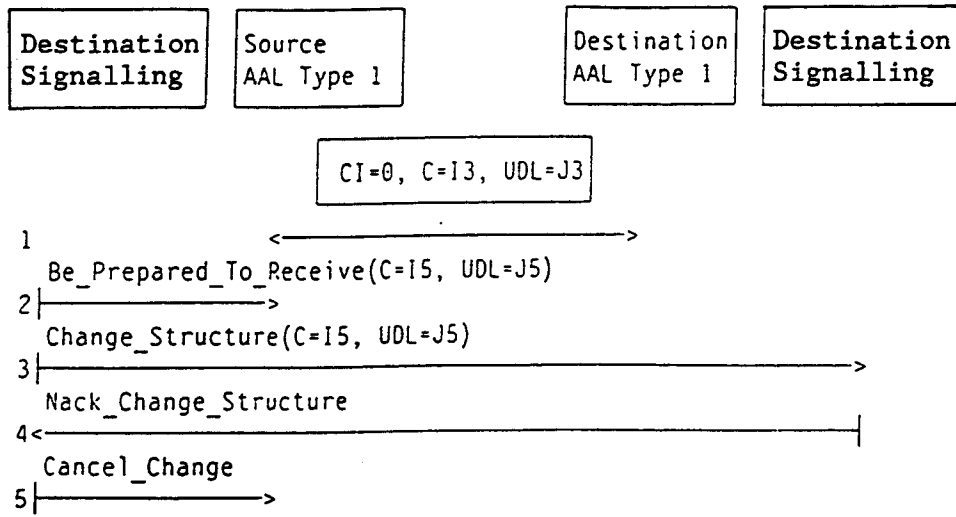 Destination
Signalling
Source
AAL Type 1
Destination
AAL Type 1
Destination
Signalling
CI=0, C=I3, UDL=J3
1
Be_Prepared_To_Receive(C=I5, UDL=J5)
2
Change_Structure(C=I5, UDL=J5)
3
Nack_Change_Structure
4
Cancel_Change
5